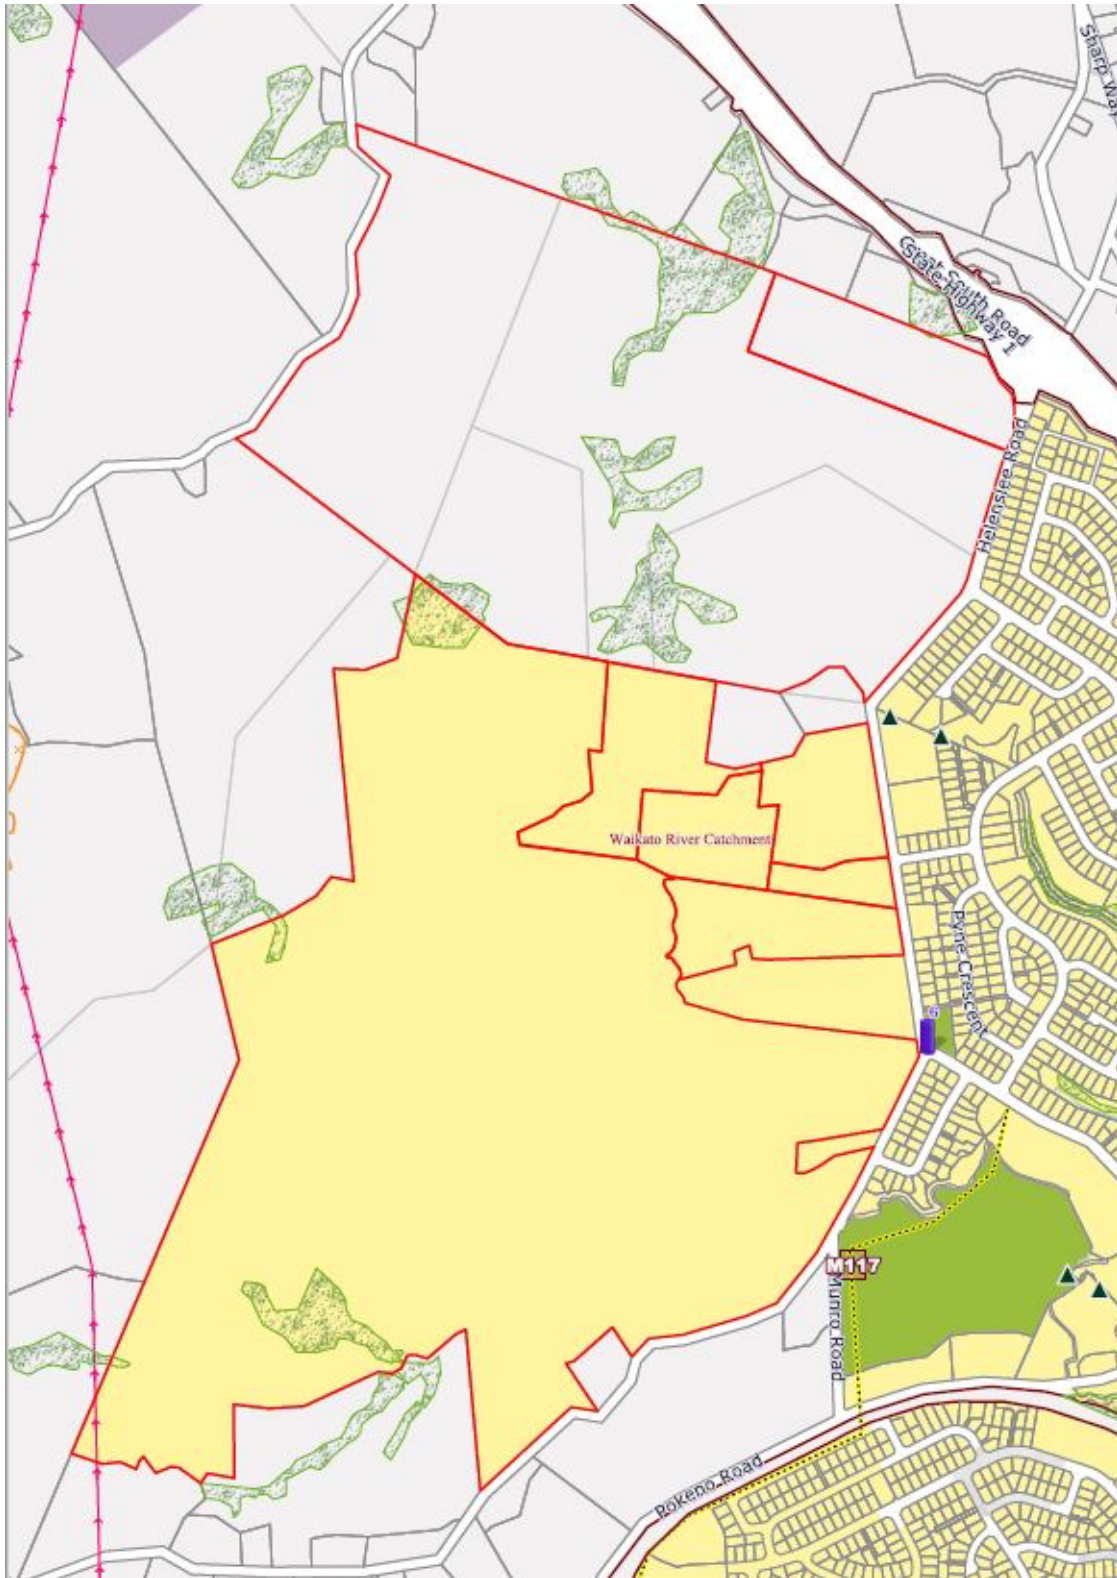 Sharp Way
Great South Road
State Highway 1
Helenslee Road
Waikato River Catchment
Pyne Crescent
6
M117
Munro Road
Pokeno Road